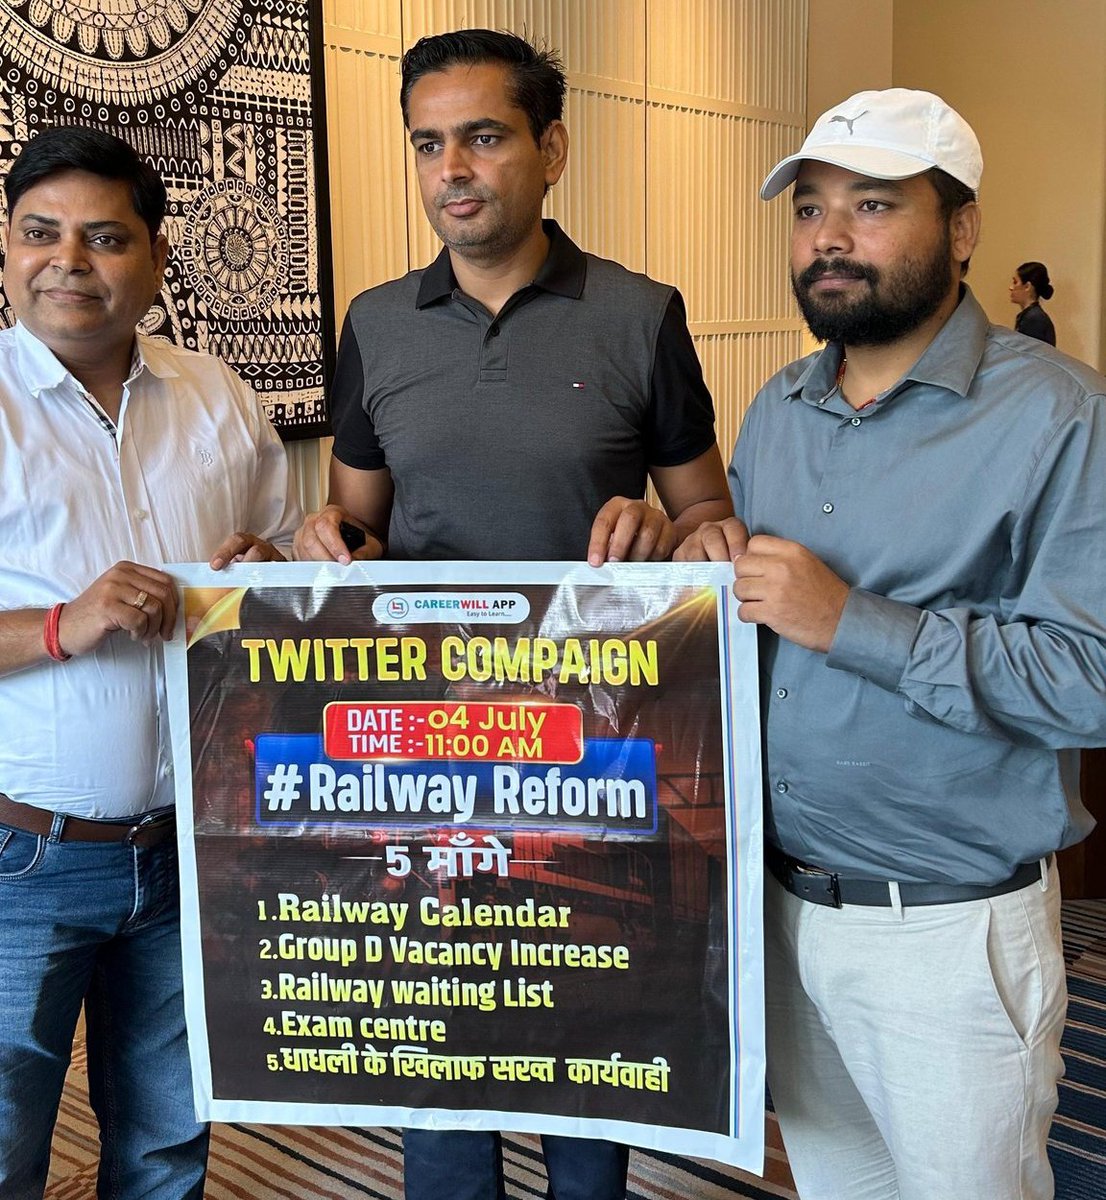 CAREERWILL APP
Easy to Learn....
TWITTER COMPAIGN
DATE :- 04 July
TIME :- 11:00 AM
#Railway Reform
5 माँगे
1.Railway Calendar
2.Group D Vacancy Increase
3.Railway waiting List
4.Exam centre
5.धाधली के खिलाफ सख्त कार्यवाही